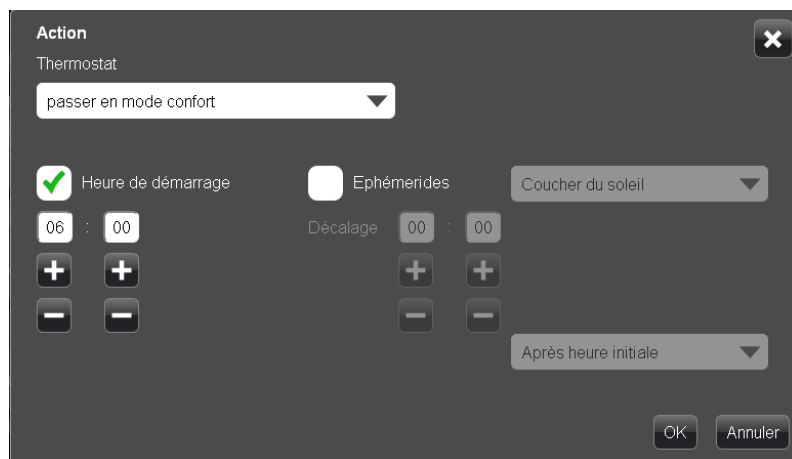 Action
Thermostat
passer en mode confort
Heure de démarrage
Ephémerides
Coucher du soleil
06 : 00
Décalage 00 : 00
Après heure initiale
OK
Annuler